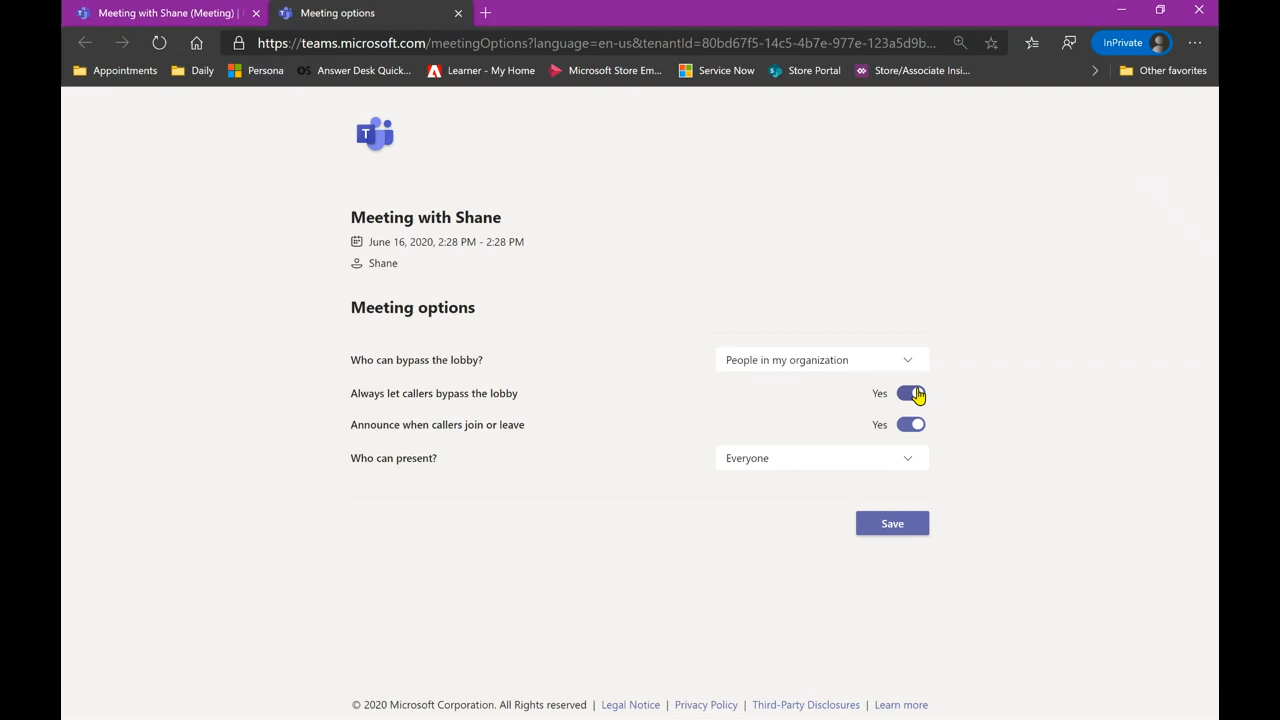 Meeting with Shane (Meeting) |
Meeting options
https://teams.microsoft.com/meetingOptions?language=en-us&tenantId=80bd67f5-14c5-4b7e-977e-123a5d9b...
InPrivate
Appointments
Daily
Persona
OS Answer Desk Quick...
Learner - My Home
Microsoft Store Em...
Service Now
Store Portal
Store/Associate Insi...
Other favorites
T
Meeting with Shane
June 16, 2020, 2:28 PM - 2:28 PM
Shane
Meeting options
Who can bypass the lobby? People in my organization
Always let callers bypass the lobby Yes
Announce when callers join or leave Yes
Who can present? Everyone
Save
© 2020 Microsoft Corporation. All Rights reserved | Legal Notice | Privacy Policy | Third-Party Disclosures | Learn more